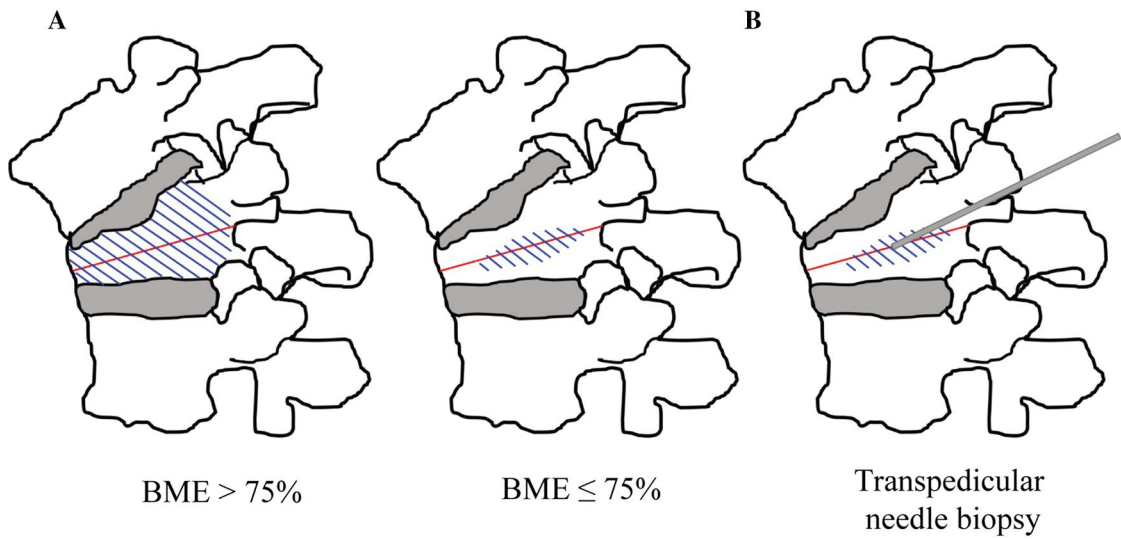 A
B
BME > 75%
BME ≤ 75%
Transpedicular
needle biopsy